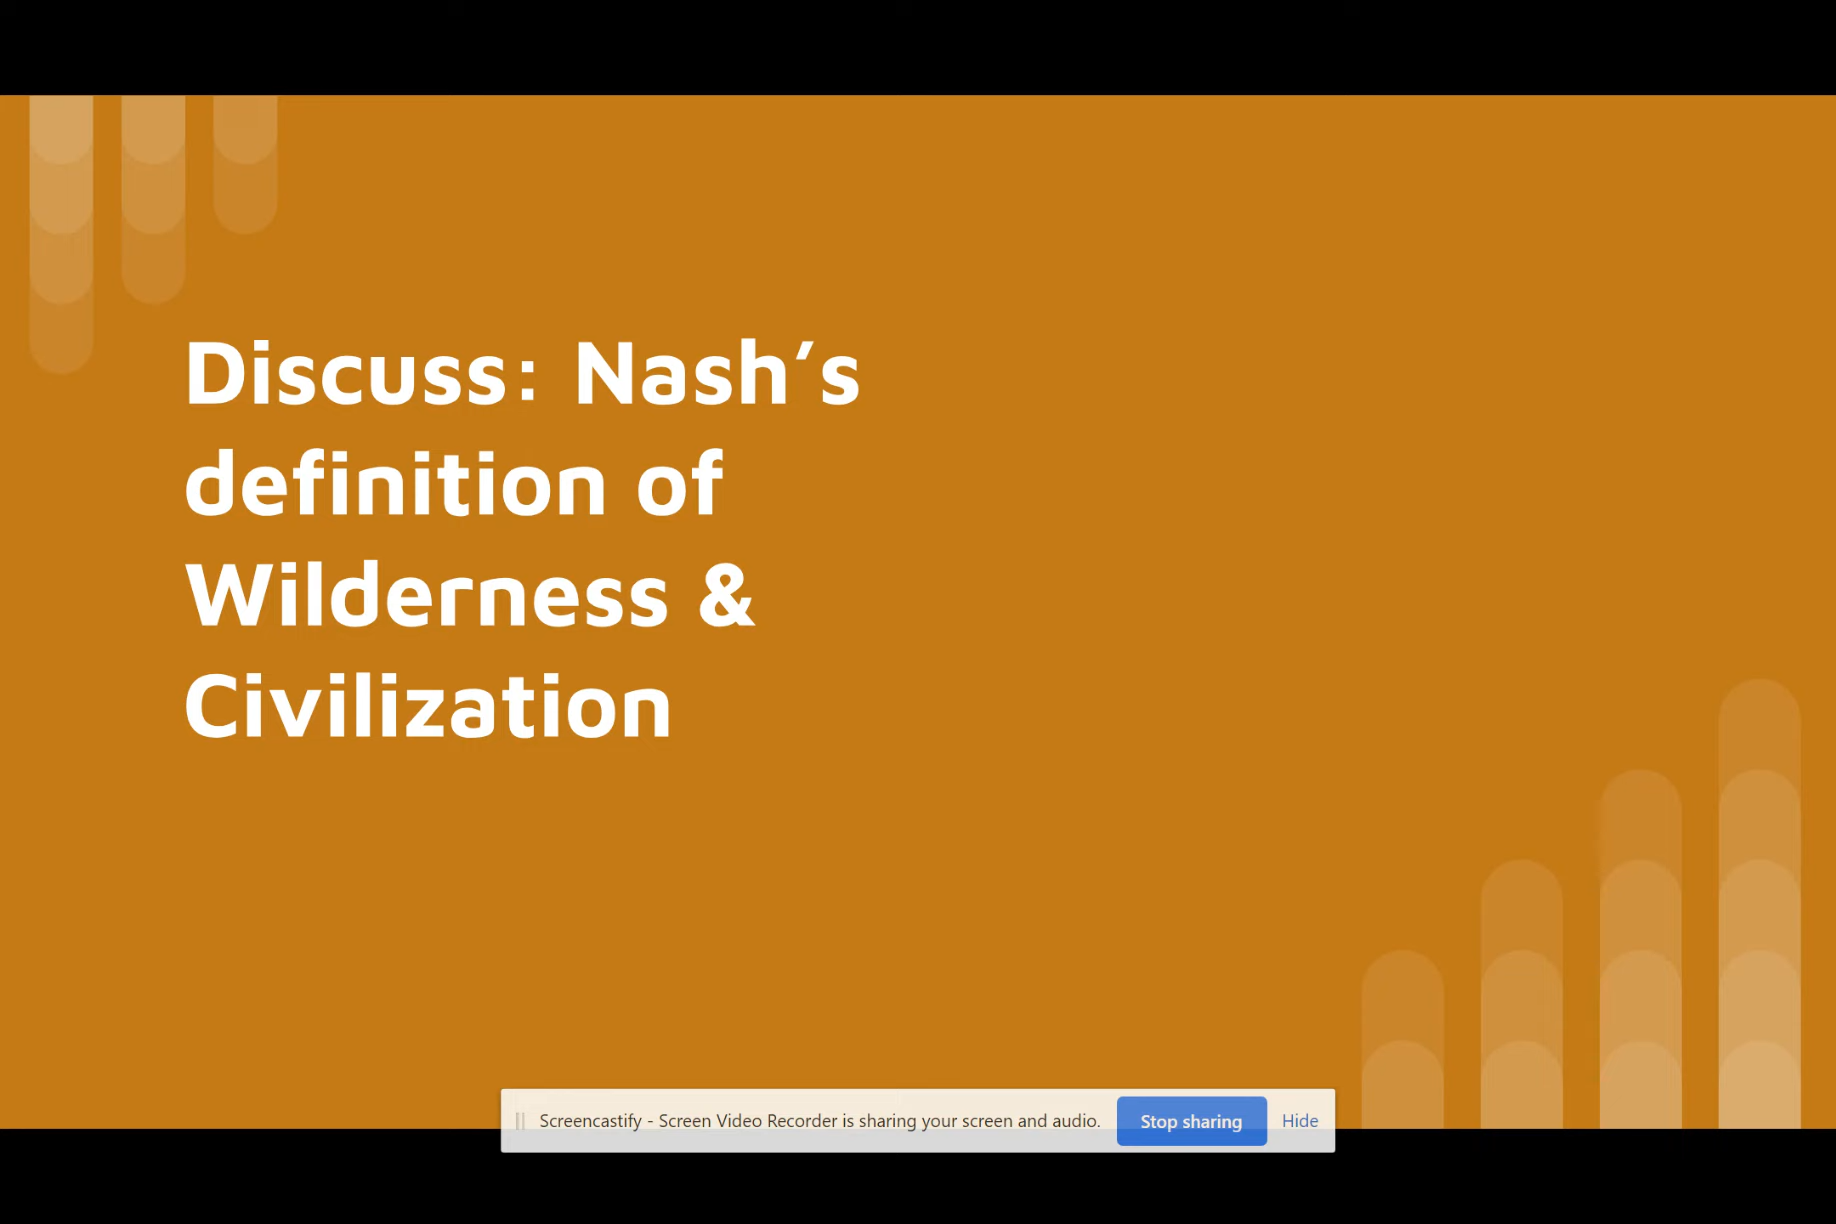 Discuss: Nash’s
definition of
Wilderness &
Civilization
Screencastify - Screen Video Recorder is sharing your screen and audio. Stop sharing Hide